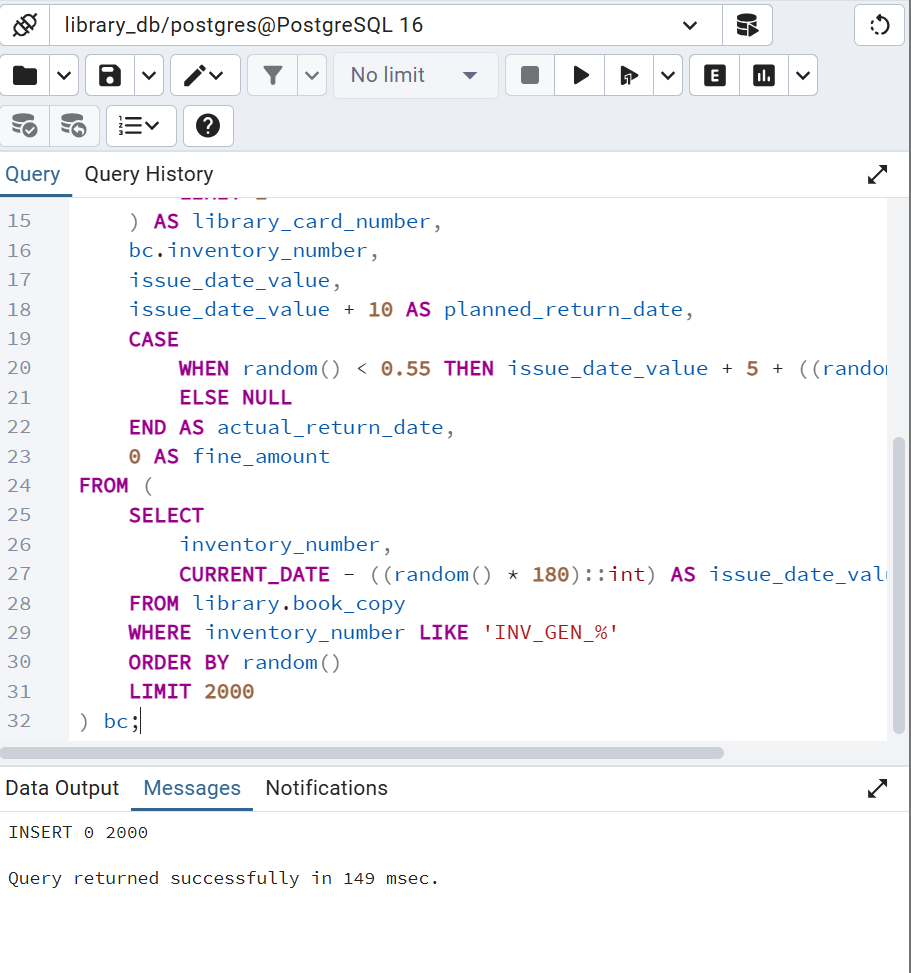 library_db/postgres@PostgreSQL 16
No limit
E
Query Query History
15 ) AS library_card_number,
16 bc.inventory_number,
17 issue_date_value,
18 issue_date_value + 10 AS planned_return_date,
19 CASE
20 WHEN random() < 0.55 THEN issue_date_value + 5 + ((rando
21 ELSE NULL
22 END AS actual_return_date,
23 0 AS fine_amount
24 FROM (
25 SELECT
26 inventory_number,
27 CURRENT_DATE - ((random() * 180)::int) AS issue_date_val
28 FROM library.book_copy
29 WHERE inventory_number LIKE 'INV_GEN_%'
30 ORDER BY random()
31 LIMIT 2000
32 ) bc;
Data Output Messages Notifications
INSERT 0 2000
Query returned successfully in 149 msec.